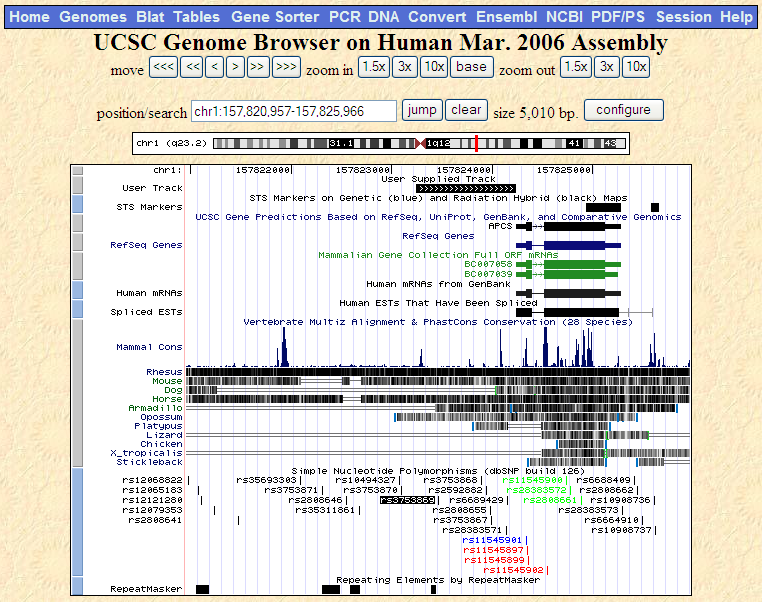 Home Genomes Blat Tables Gene Sorter PCR DNA Convert Ensembl NCBI PDF/PS Session Help
UCSC Genome Browser on Human Mar. 2006 Assembly
move <<< << < > >> >>> zoom in 1.5x 3x 10x base zoom out 1.5x 3x 10x
position/search chr1:157,820,957-157,825,966 jump clear size 5,010 bp. configure
chr1 (q23.2) 31.1 1q12 41 43
chr1: 157822000 157823000 157824000 157825000
User Supplied Track
User Track
STS Markers on Genetic (blue) and Radiation Hybrid (black) Maps
STS Markers
UCSC Gene Predictions Based on RefSeq, UniProt, GenBank, and Comparative Genomics
APCS
RefSeq Genes
RefSeq Genes
Mammalian Gene Collection Full ORF mRNAs
BC007058
BC007039
Human mRNAs from GenBank
Human mRNAs
Human ESTs That Have Been Spliced
Spliced ESTs
Vertebrate Multiz Alignment & PhastCons Conservation (28 Species)
Mammal Cons
Rhesus
Mouse
Dog
Horse
Armadillo
Opossum
Platypus
Lizard
Chicken
X_tropicalis
Stickleback
Simple Nucleotide Polymorphisms (dbSNP build 126)
rs12068822 rs35693303 rs10494327 rs3753868 rs11545900 rs6688409
rs12065183 rs3753871 rs3753870 rs2592882 rs28383572 rs2808662
rs12121280 rs2808646 rs3753869 rs6689429 rs2808661 rs10908736
rs12079353 rs35311861 rs2808655 rs28383573
rs2808641 rs3753867 rs6664910
rs28383571 rs10908737
rs11545901
rs11545897
rs11545899
rs11545902
Repeating Elements by RepeatMasker
RepeatMasker